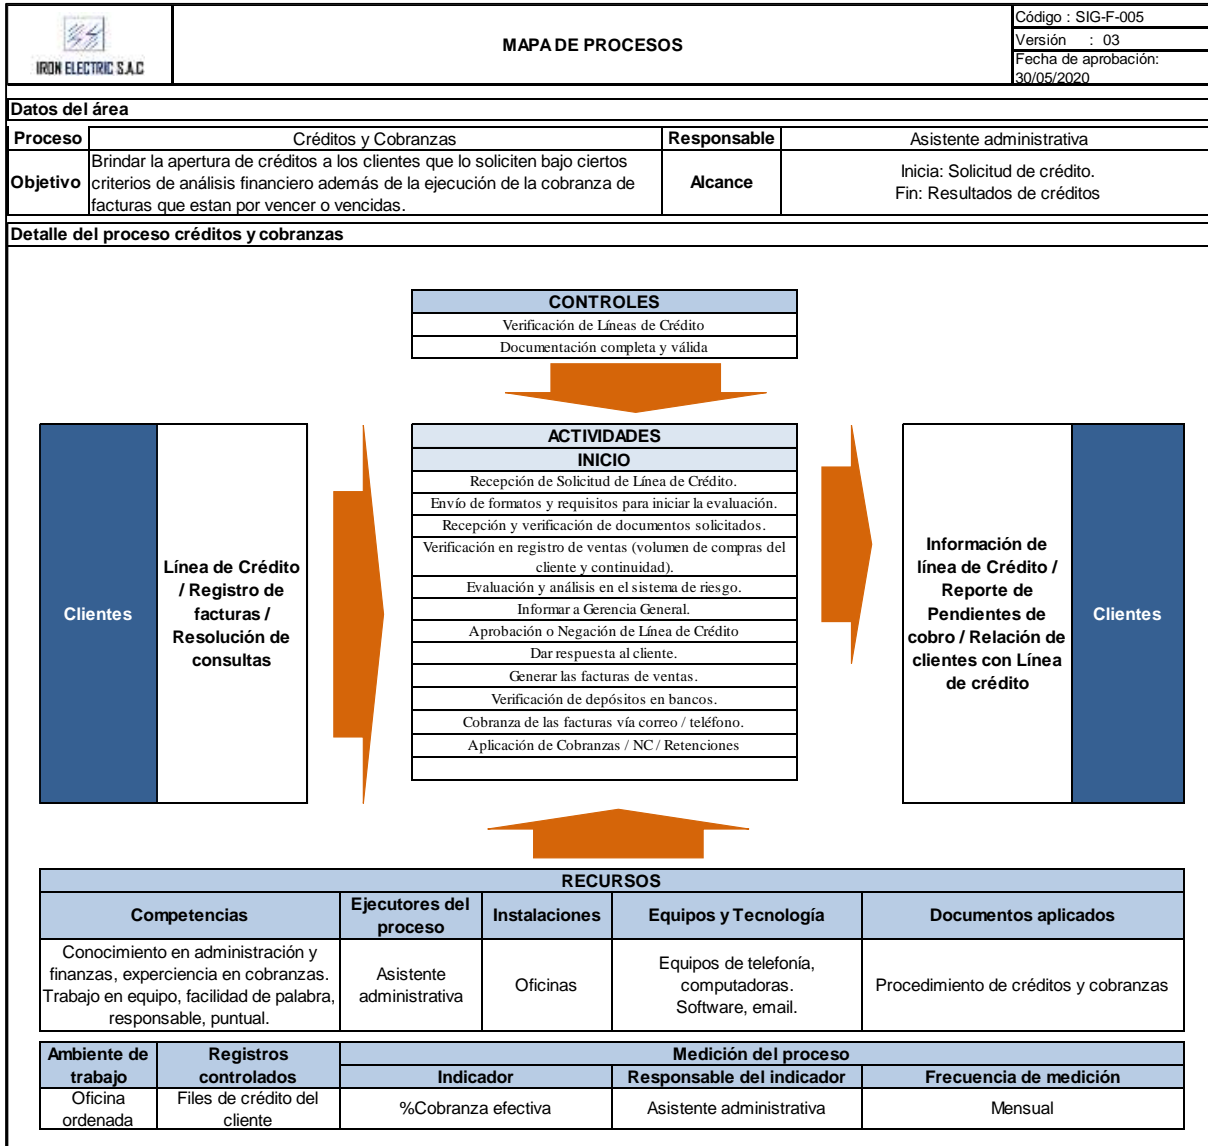 IRON ELECTRIC S.A.C
MAPA DE PROCESOS
Código : SIG-F-005
Versión : 03
Fecha de aprobación:
30/05/2020
Datos del área
Proceso
Créditos y Cobranzas
Responsable
Asistente administrativa
Objetivo
Brindar la apertura de créditos a los clientes que lo soliciten bajo ciertos
criterios de análisis financiero además de la ejecución de la cobranza de
facturas que estan por vencer o vencidas.
Alcance
Inicia: Solicitud de crédito.
Fin: Resultados de créditos
Detalle del proceso créditos y cobranzas
CONTROLES
Verificación de Líneas de Crédito
Documentación completa y válida
Clientes
Línea de Crédito
/ Registro de
facturas /
Resolución de
consultas
ACTIVIDADES
INICIO
Recepción de Solicitud de Línea de Crédito.
Envío de formatos y requisitos para iniciar la evaluación.
Recepción y verificación de documentos solicitados.
Verificación en registro de ventas (volumen de compras del
cliente y continuidad).
Evaluación y análisis en el sistema de riesgo.
Informar a Gerencia General.
Aprobación o Negación de Línea de Crédito
Dar respuesta al cliente.
Generar las facturas de ventas.
Verificación de depósitos en bancos.
Cobranza de las facturas vía correo / teléfono.
Aplicación de Cobranzas / NC / Retenciones
Información de
línea de Crédito /
Reporte de
Pendientes de
cobro / Relación de
clientes con Línea
de crédito
Clientes
RECURSOS
Competencias
Ejecutores del
proceso
Instalaciones
Equipos y Tecnología
Documentos aplicados
Conocimiento en administración y
finanzas, experciencia en cobranzas.
Trabajo en equipo, facilidad de palabra,
responsable, puntual.
Asistente
administrativa
Oficinas
Equipos de telefonía,
computadoras.
Software, email.
Procedimiento de créditos y cobranzas
Ambiente de
trabajo
Registros
controlados
Medición del proceso
Indicador
Responsable del indicador
Frecuencia de medición
Oficina
ordenada
Files de crédito del
cliente
%Cobranza efectiva
Asistente administrativa
Mensual